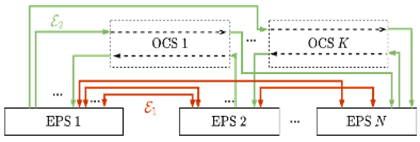 ℰ₂
OCS 1
...
OCS K
...
...
ℰ₁
EPS 1
EPS 2
...
EPS N